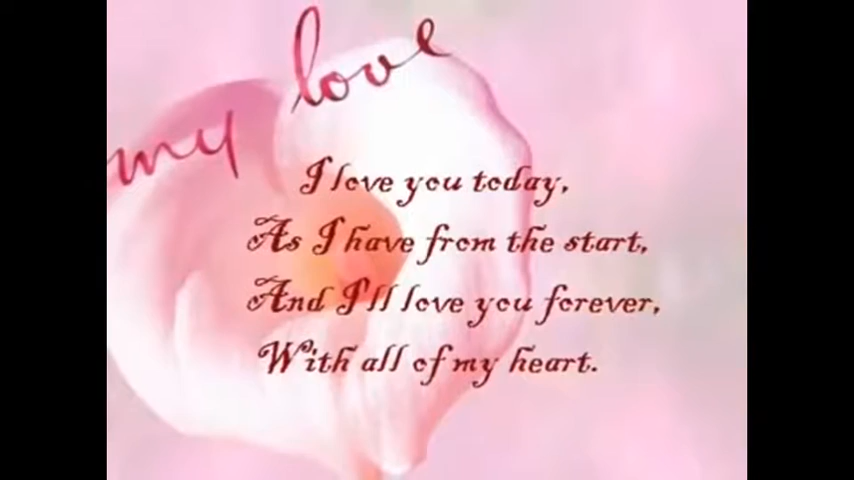 my love
I love you today,
As I have from the start,
And I'll love you forever,
With all of my heart.